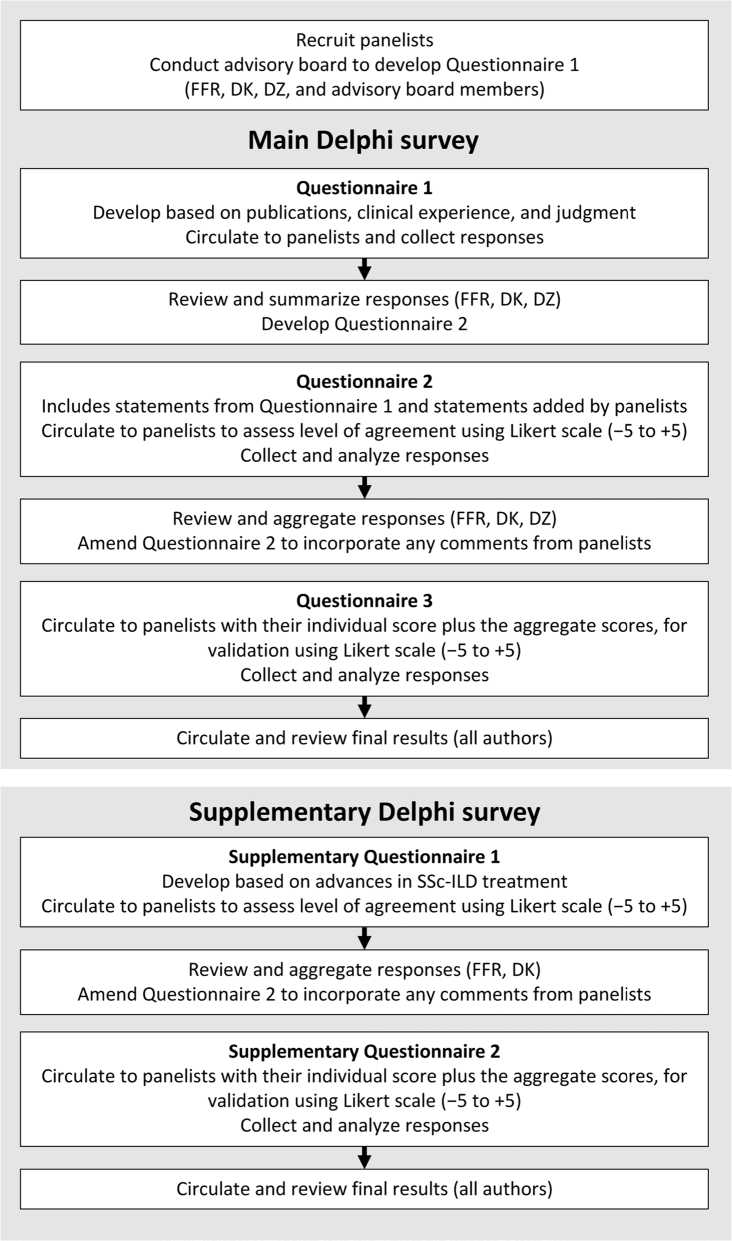 Recruit panelists
Conduct advisory board to develop Questionnaire 1
(FFR, DK, DZ, and advisory board members)
Main Delphi survey
Questionnaire 1
Develop based on publications, clinical experience, and judgment
Circulate to panelists and collect responses
Review and summarize responses (FFR, DK, DZ)
Develop Questionnaire 2
Questionnaire 2
Includes statements from Questionnaire 1 and statements added by panelists
Circulate to panelists to assess level of agreement using Likert scale (−5 to +5)
Collect and analyze responses
Review and aggregate responses (FFR, DK, DZ)
Amend Questionnaire 2 to incorporate any comments from panelists
Questionnaire 3
Circulate to panelists with their individual score plus the aggregate scores, for
validation using Likert scale (−5 to +5)
Collect and analyze responses
Circulate and review final results (all authors)
Supplementary Delphi survey
Supplementary Questionnaire 1
Develop based on advances in SSc-ILD treatment
Circulate to panelists to assess level of agreement using Likert scale (−5 to +5)
Review and aggregate responses (FFR, DK)
Amend Questionnaire 2 to incorporate any comments from panelists
Supplementary Questionnaire 2
Circulate to panelists with their individual score plus the aggregate scores, for
validation using Likert scale (−5 to +5)
Collect and analyze responses
Circulate and review final results (all authors)